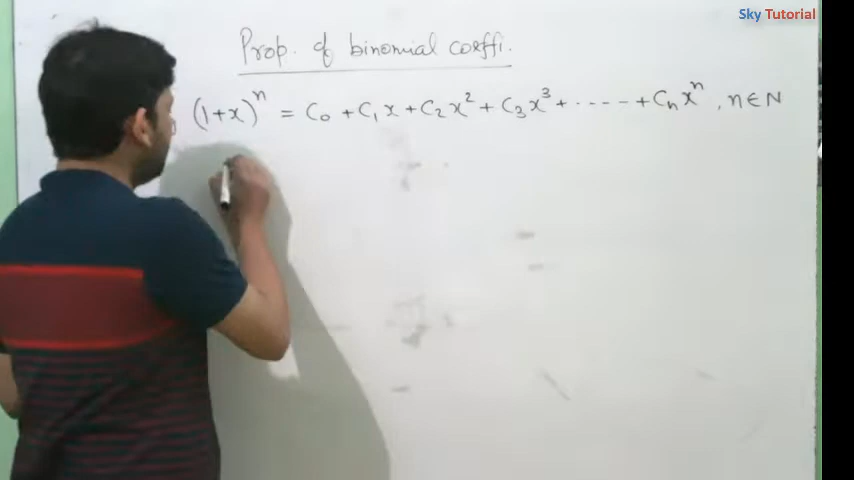 Sky Tutorial
Prop. of binomial coeffi.
(1+x)^n = C₀ + C₁x + C₂x² + C₃x³ + ----- + Cₙxⁿ , n∈N